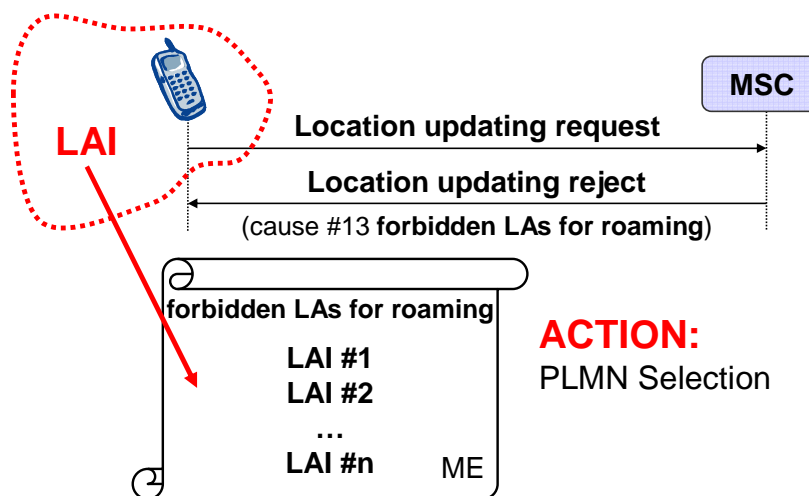 MSC
Location updating request
LAI
Location updating reject
(cause #13 forbidden LAs for roaming)
forbidden LAs for roaming
LAI #1
LAI #2
…
LAI #n
ME
ACTION:
PLMN Selection